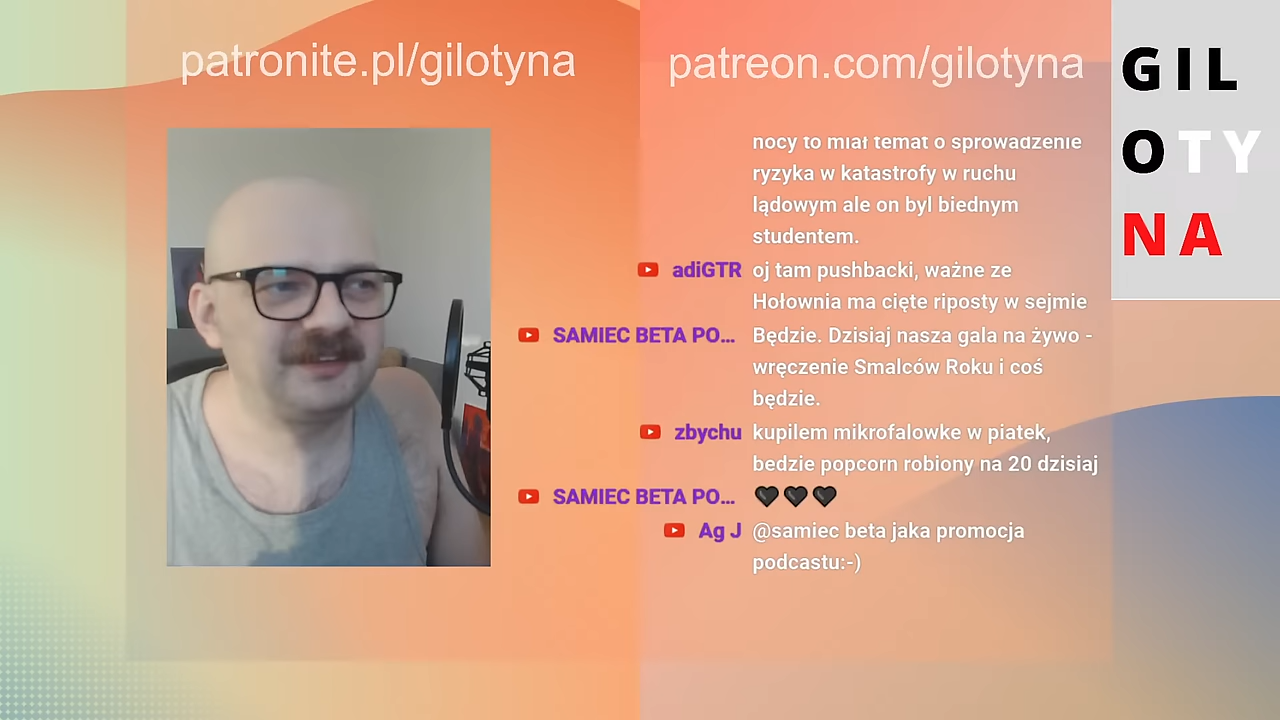 patronite.pl/gilotyna
patreon.com/gilotyna
GIL
OTY
NA
nocy to miał temat o sprowadzenie
ryzyka w katastrofy w ruchu
lądowym ale on byl biednym
studentem.
adiGTR oj tam pushbacki, ważne ze
Hołownia ma cięte riposty w sejmie
SAMIEC BETA PO... Będzie. Dzisiaj nasza gala na żywo -
wręczenie Smalców Roku i coś
będzie.
zbychu kupilem mikrofalowke w piatek,
bedzie popcorn robiony na 20 dzisiaj
SAMIEC BETA PO... 🖤🖤🖤
Ag J @samiec beta jaka promocja
podcastu:-)